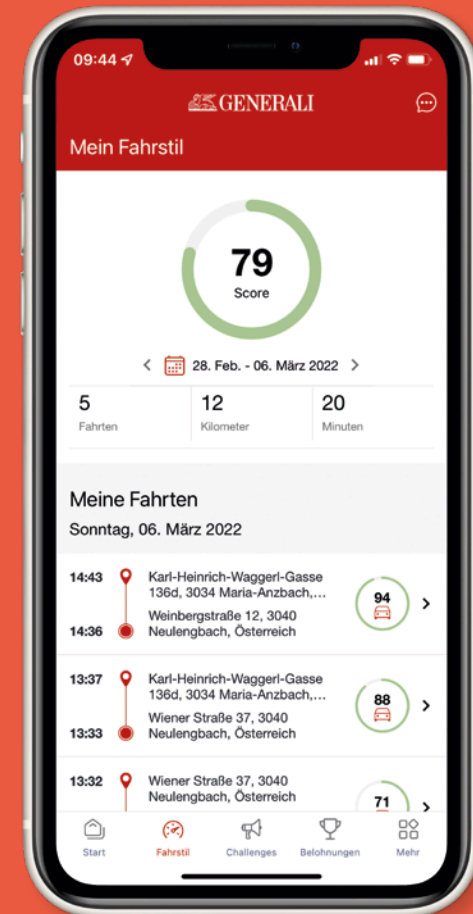 09:44
GENERALI
Mein Fahrstil
79
Score
28. Feb. - 06. März 2022
5
Fahrten
12
Kilometer
20
Minuten
Meine Fahrten
Sonntag, 06. März 2022
14:43
Karl-Heinrich-Waggerl-Gasse
136d, 3034 Maria-Anzbach,...
14:36
Weinbergstraße 12, 3040
Neulengbach, Österreich
94
13:37
Karl-Heinrich-Waggerl-Gasse
136d, 3034 Maria-Anzbach,...
13:33
Wiener Straße 37, 3040
Neulengbach, Österreich
88
13:32
Wiener Straße 37, 3040
Neulengbach, Österreich
71
Start
Fahrstil
Challenges
Belohnungen
Mehr